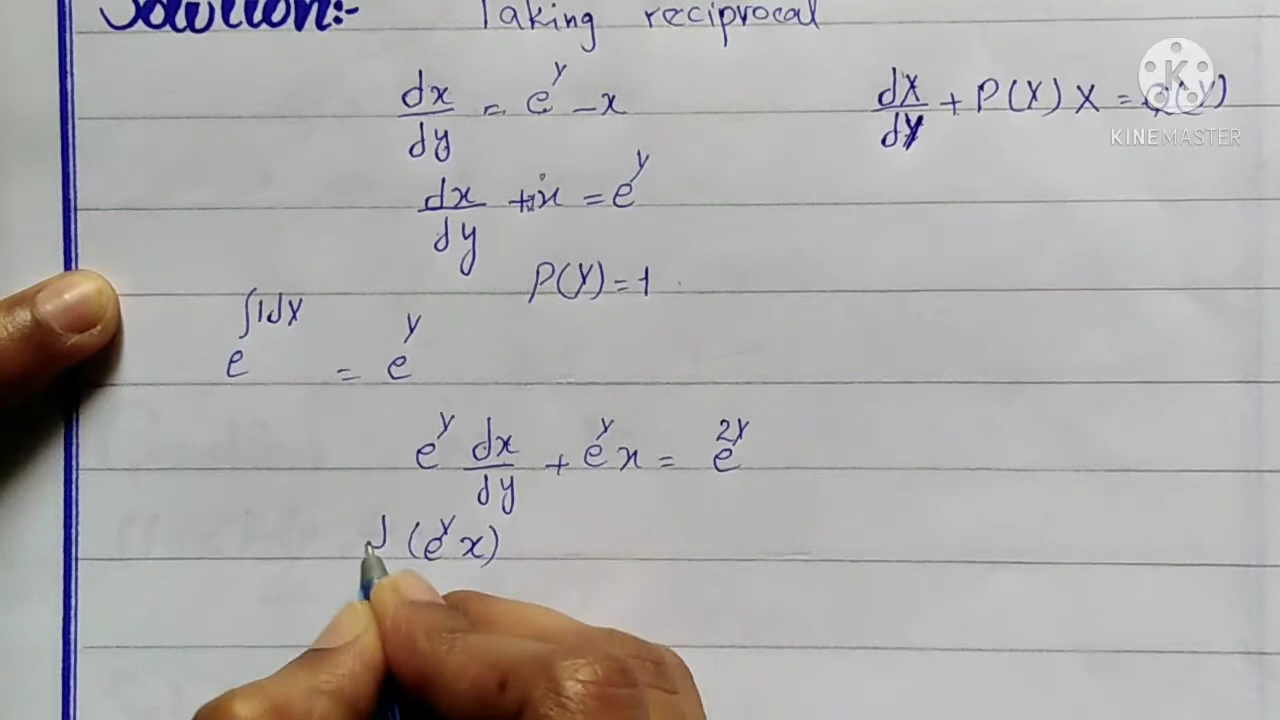 Solution:- Taking reciprocal
dx/dy = e^y - x
dx/dy + P(Y) X = Q(Y)
KINEMASTER
dx/dy + x = e^y
P(Y) = 1
e^∫1dy = e^y
e^y dx/dy + e^y x = e^2y
d (e^y x)